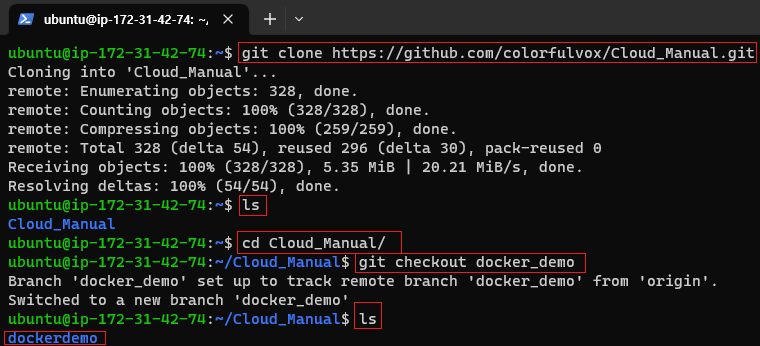 ubuntu@ip-172-31-42-74: ~/
ubuntu@ip-172-31-42-74:~$ git clone https://github.com/colorfulvox/Cloud_Manual.git
Cloning into 'Cloud_Manual'...
remote: Enumerating objects: 328, done.
remote: Counting objects: 100% (328/328), done.
remote: Compressing objects: 100% (259/259), done.
remote: Total 328 (delta 54), reused 296 (delta 30), pack-reused 0
Receiving objects: 100% (328/328), 5.35 MiB | 20.21 MiB/s, done.
Resolving deltas: 100% (54/54), done.
ubuntu@ip-172-31-42-74:~$ ls
Cloud_Manual
ubuntu@ip-172-31-42-74:~$ cd Cloud_Manual/
ubuntu@ip-172-31-42-74:~/Cloud_Manual$ git checkout docker_demo
Branch 'docker_demo' set up to track remote branch 'docker_demo' from 'origin'.
Switched to a new branch 'docker_demo'
ubuntu@ip-172-31-42-74:~/Cloud_Manual$ ls
dockerdemo